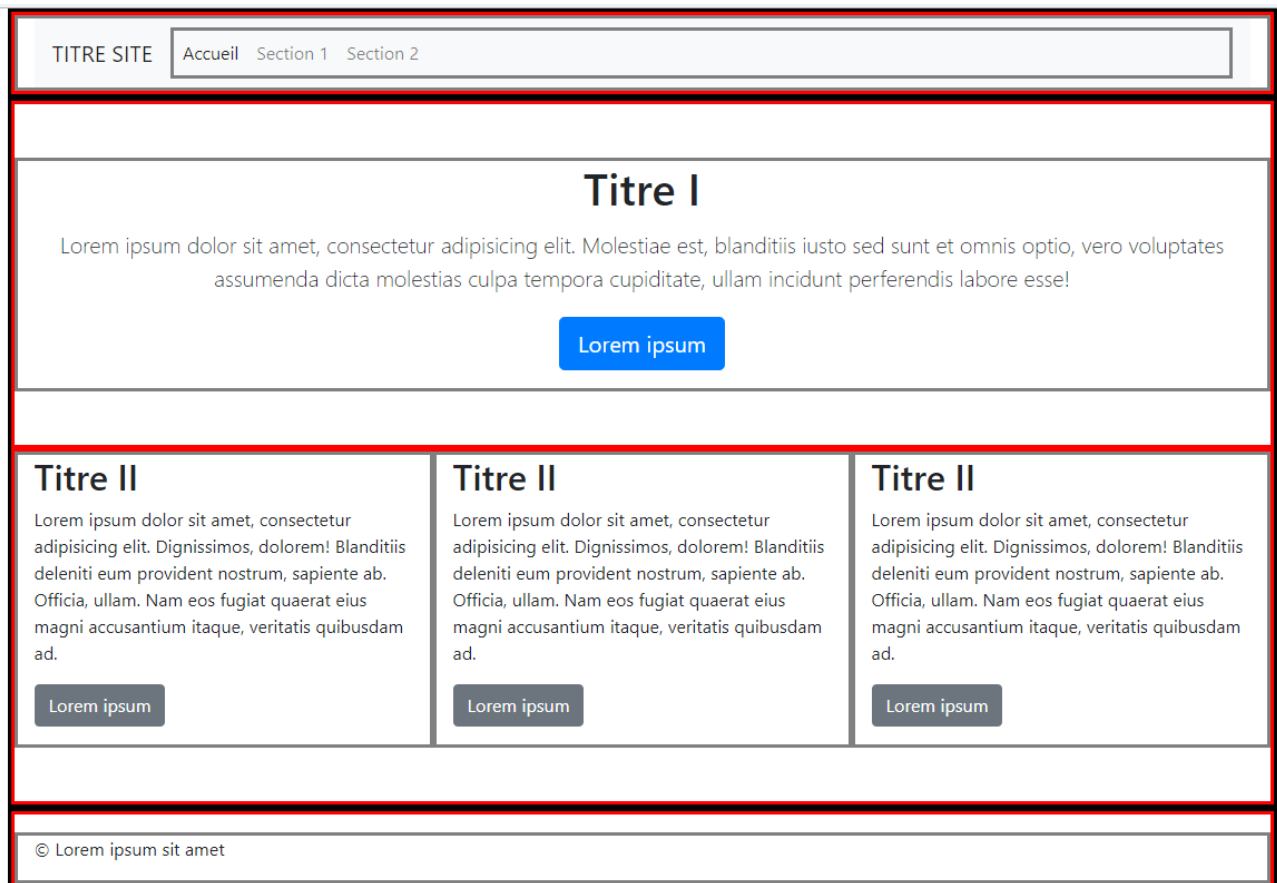 TITRE SITE Accueil Section 1 Section 2
Titre I
Lorem ipsum dolor sit amet, consectetur adipisicing elit. Molestiae est, blanditiis iusto sed sunt et omnis optio, vero voluptates
assumenda dicta molestias culpa tempora cupiditate, ullam incidunt perferendis labore esse!
Lorem ipsum
Titre II
Lorem ipsum dolor sit amet, consectetur
adipisicing elit. Dignissimos, dolorem! Blanditiis
deleniti eum provident nostrum, sapiente ab.
Officia, ullam. Nam eos fugiat quaerat eius
magni accusantium itaque, veritatis quibusdam
ad.
Lorem ipsum
Titre II
Lorem ipsum dolor sit amet, consectetur
adipisicing elit. Dignissimos, dolorem! Blanditiis
deleniti eum provident nostrum, sapiente ab.
Officia, ullam. Nam eos fugiat quaerat eius
magni accusantium itaque, veritatis quibusdam
ad.
Lorem ipsum
Titre II
Lorem ipsum dolor sit amet, consectetur
adipisicing elit. Dignissimos, dolorem! Blanditiis
deleniti eum provident nostrum, sapiente ab.
Officia, ullam. Nam eos fugiat quaerat eius
magni accusantium itaque, veritatis quibusdam
ad.
Lorem ipsum
© Lorem ipsum sit amet